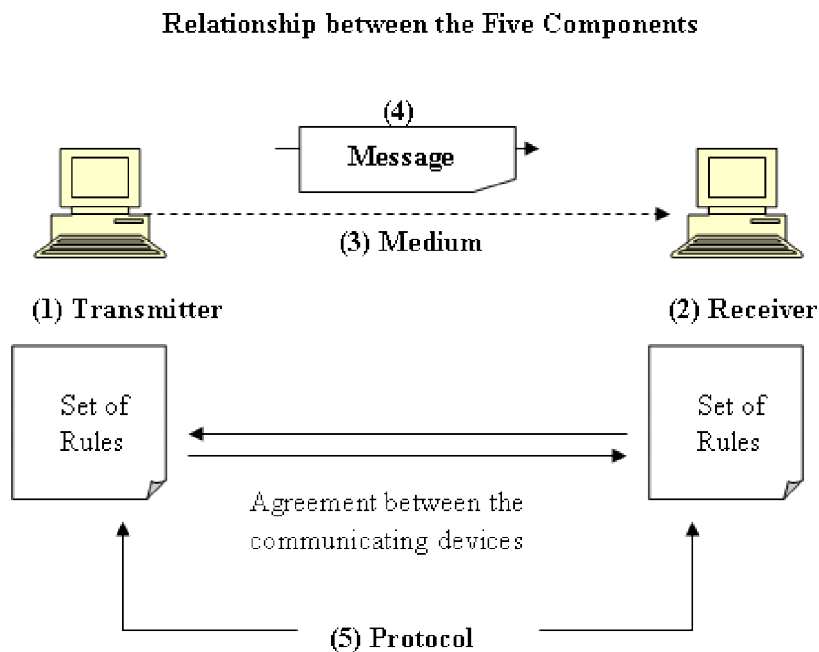 Relationship between the Five Components
(4)
Message
(3) Medium
(1) Transmitter
(2) Receiver
Set of
Rules
Set of
Rules
Agreement between the
communicating devices
(5) Protocol